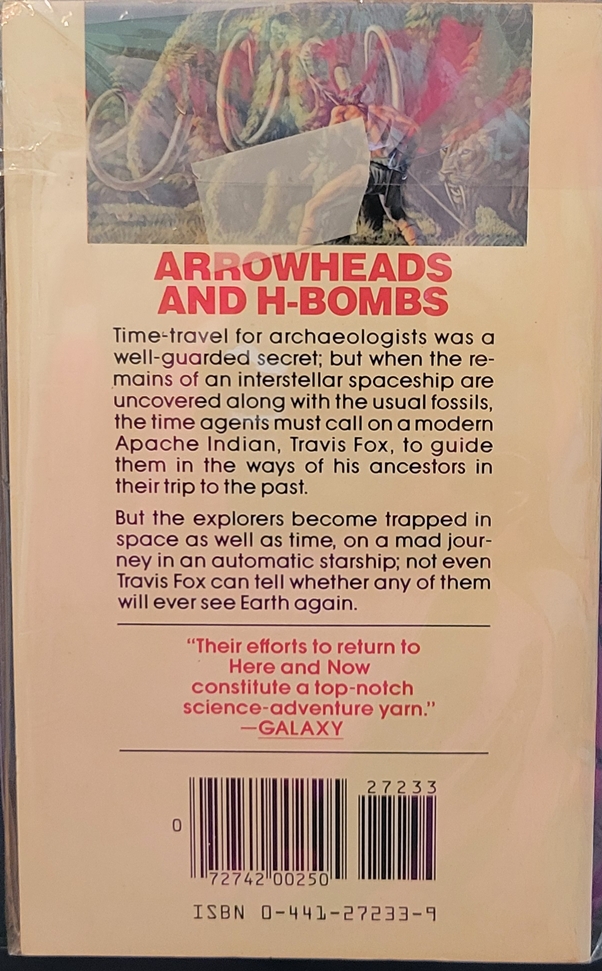 ARROWHEADS
AND H-BOMBS
Time-travel for archaeologists was a
well-guarded secret; but when the re-
mains of an interstellar spaceship are
uncovered along with the usual fossils,
the time agents must call on a modern
Apache Indian, Travis Fox, to guide
them in the ways of his ancestors in
their trip to the past.
But the explorers become trapped in
space as well as time, on a mad jour-
ney in an automatic starship; not even
Travis Fox can tell whether any of them
will ever see Earth again.
“Their efforts to return to
Here and Now
constitute a top-notch
science-adventure yarn.”
—GALAXY
27233
0
72742 00250
ISBN 0-441-27233-9